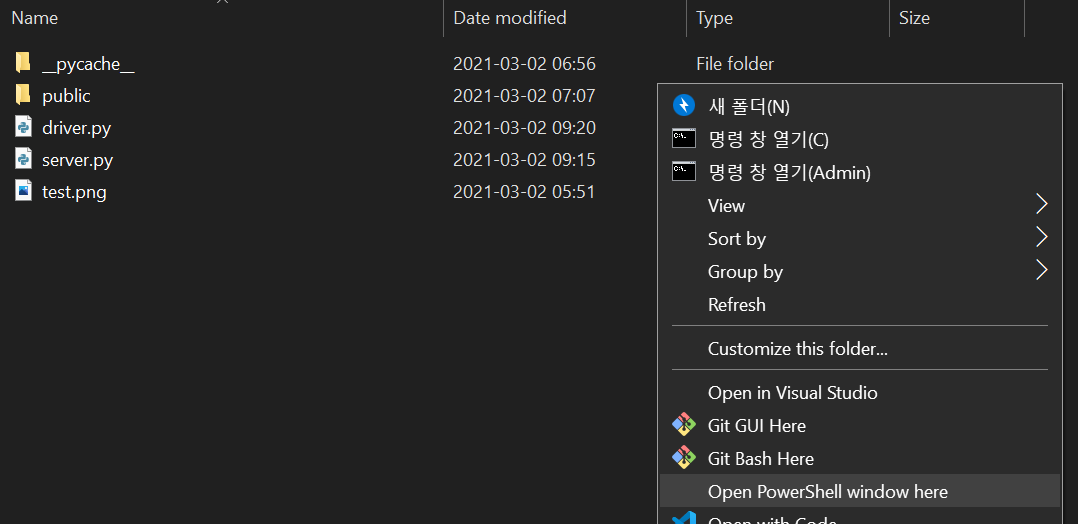 Name Date modified Type Size
__pycache__ 2021-03-02 06:56 File folder
public 2021-03-02 07:07
driver.py 2021-03-02 09:20
server.py 2021-03-02 09:15
test.png 2021-03-02 05:51
새 폴더(N)
명령 창 열기(C)
명령 창 열기(Admin)
View
Sort by
Group by
Refresh
Customize this folder...
Open in Visual Studio
Git GUI Here
Git Bash Here
Open PowerShell window here
Open with Code